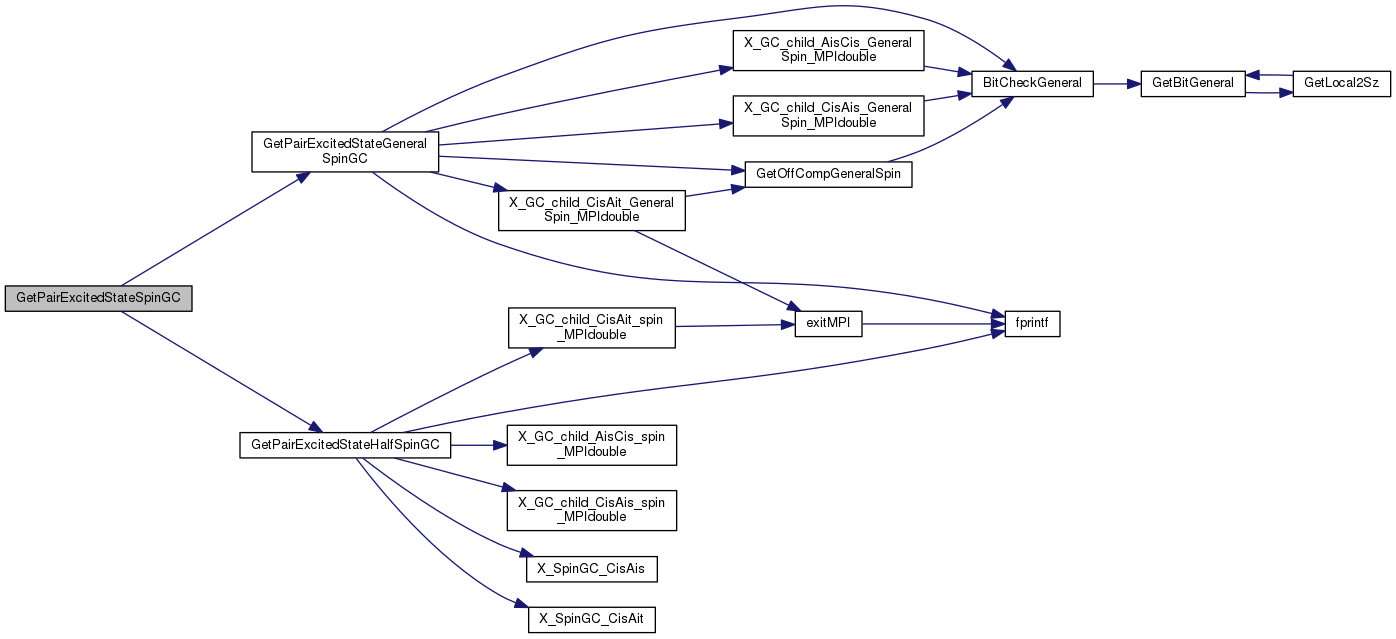 X_GC_child_AisCis_General
Spin_MPIdouble
BitCheckGeneral
GetBitGeneral
GetLocal2Sz
X_GC_child_CisAis_General
Spin_MPIdouble
GetPairExcitedStateGeneral
SpinGC
GetOffCompGeneralSpin
X_GC_child_CisAit_General
Spin_MPIdouble
GetPairExcitedStateSpinGC
X_GC_child_CisAit_spin
_MPIdouble
exitMPI
fprintf
GetPairExcitedStateHalfSpinGC
X_GC_child_AisCis_spin
_MPIdouble
X_GC_child_CisAis_spin
_MPIdouble
X_SpinGC_CisAis
X_SpinGC_CisAit